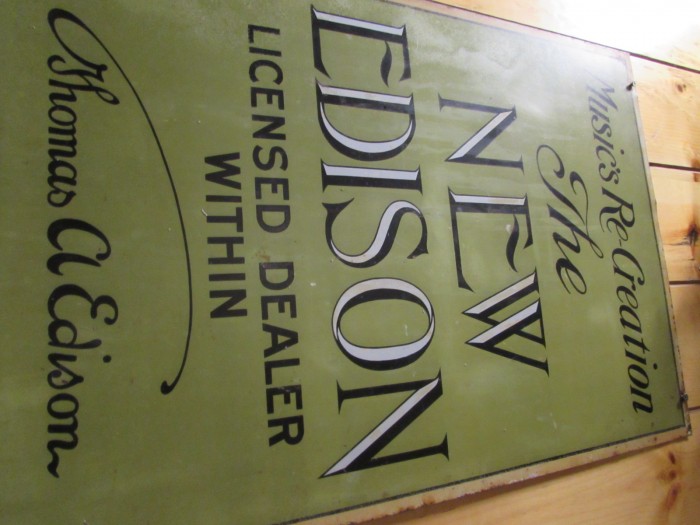 Music's Re-Creation
The
NEW
EDISON
LICENSED DEALER
WITHIN
Thomas A Edison